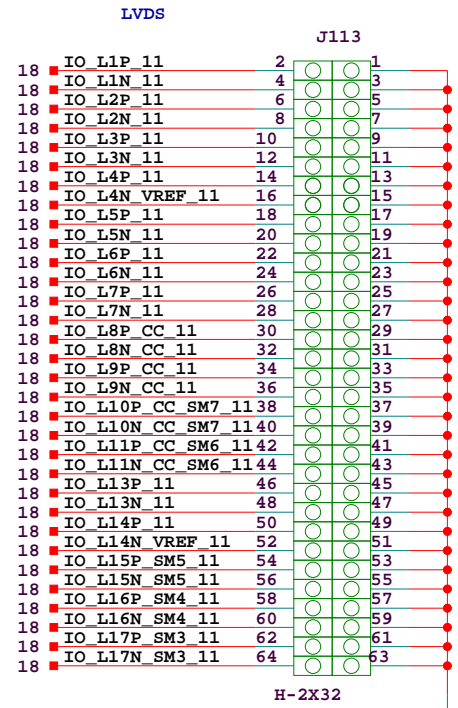 LVDS
J113
18 IO_L1P_11 2 1
18 IO_L1N_11 4 3
18 IO_L2P_11 6 5
18 IO_L2N_11 8 7
18 IO_L3P_11 10 9
18 IO_L3N_11 12 11
18 IO_L4P_11 14 13
18 IO_L4N_VREF_11 16 15
18 IO_L5P_11 18 17
18 IO_L5N_11 20 19
18 IO_L6P_11 22 21
18 IO_L6N_11 24 23
18 IO_L7P_11 26 25
18 IO_L7N_11 28 27
18 IO_L8P_CC_11 30 29
18 IO_L8N_CC_11 32 31
18 IO_L9P_CC_11 34 33
18 IO_L9N_CC_11 36 35
18 IO_L10P_CC_SM7_11 38 37
18 IO_L10N_CC_SM7_11 40 39
18 IO_L11P_CC_SM6_11 42 41
18 IO_L11N_CC_SM6_11 44 43
18 IO_L13P_11 46 45
18 IO_L13N_11 48 47
18 IO_L14P_11 50 49
18 IO_L14N_VREF_11 52 51
18 IO_L15P_SM5_11 54 53
18 IO_L15N_SM5_11 56 55
18 IO_L16P_SM4_11 58 57
18 IO_L16N_SM4_11 60 59
18 IO_L17P_SM3_11 62 61
18 IO_L17N_SM3_11 64 63
H-2X32